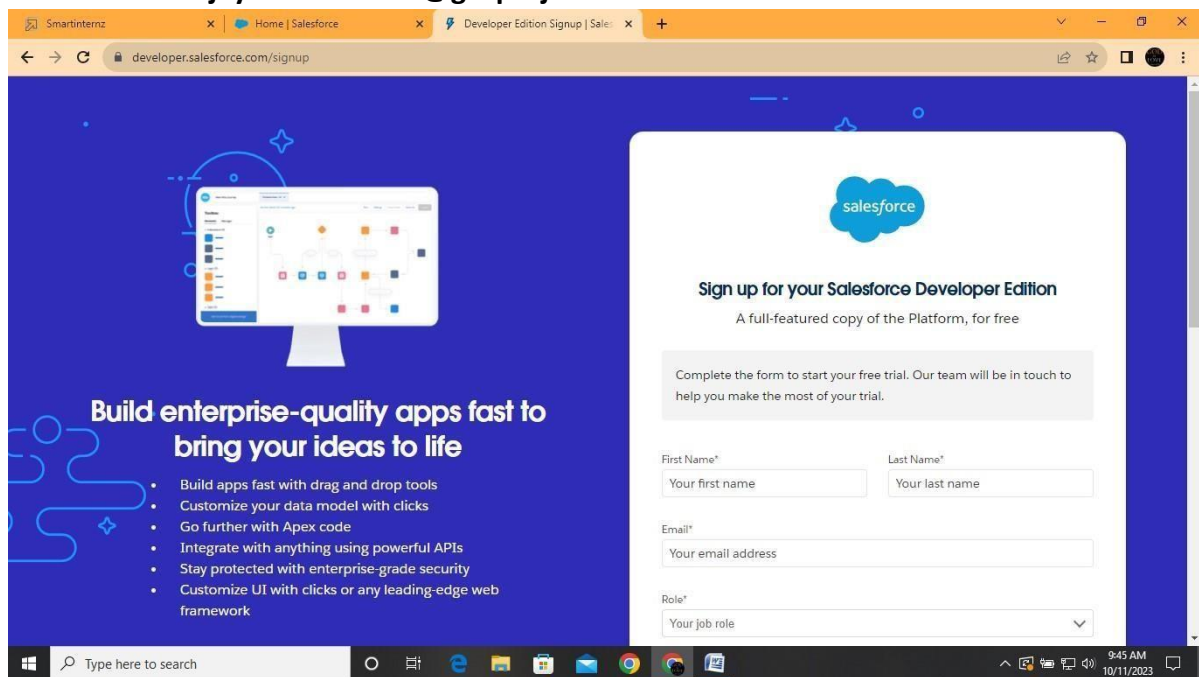 Smartinternz
Home | Salesforce
Developer Edition Signup | Sales
developer.salesforce.com/signup
salesforce
Sign up for your Salesforce Developer Edition
A full-featured copy of the Platform, for free
Complete the form to start your free trial. Our team will be in touch to
help you make the most of your trial.
Build enterprise-quality apps fast to
bring your ideas to life
• Build apps fast with drag and drop tools
• Customize your data model with clicks
• Go further with Apex code
• Integrate with anything using powerful APIs
• Stay protected with enterprise-grade security
• Customize UI with clicks or any leading-edge web
framework
First Name* Last Name*
Your first name Your last name
Email*
Your email address
Role*
Your job role
Type here to search
9:45 AM
10/11/2023